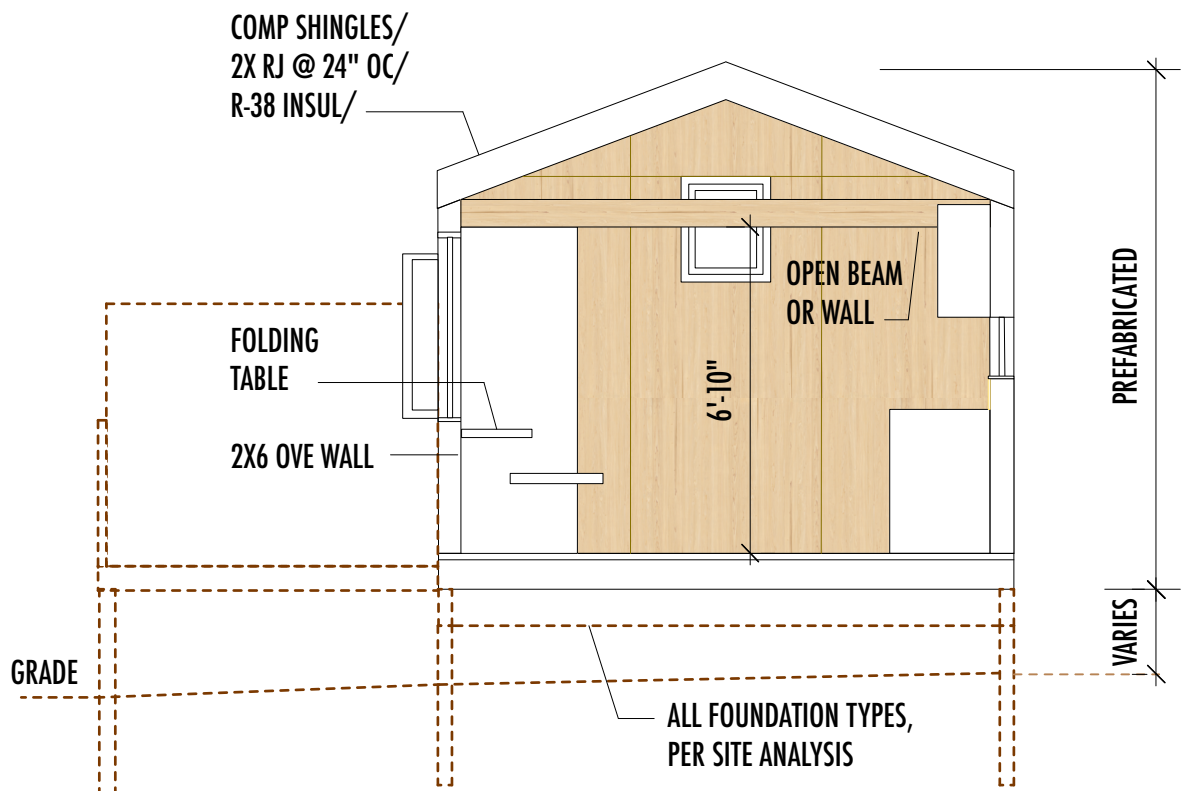 COMP SHINGLES/
2X RJ @ 24" OC/
R-38 INSUL/
OPEN BEAM
OR WALL
FOLDING
TABLE
2X6 OVE WALL
6'-10"
PREFABRICATED
VARIES
GRADE
ALL FOUNDATION TYPES,
PER SITE ANALYSIS